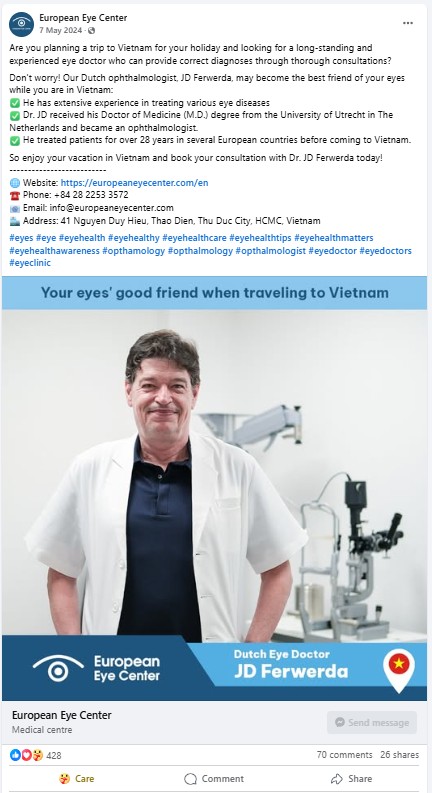 European Eye Center
7 May 2024 ·
Are you planning a trip to Vietnam for your holiday and looking for a long-standing and
experienced eye doctor who can provide correct diagnoses through thorough consultations?
Don't worry! Our Dutch ophthalmologist, JD Ferwerda, may become the best friend of your eyes
while you are in Vietnam:
✅ He has extensive experience in treating various eye diseases
✅ Dr. JD received his Doctor of Medicine (M.D.) degree from the University of Utrecht in The
Netherlands and became an ophthalmologist.
✅ He treated patients for over 28 years in several European countries before coming to Vietnam.
So enjoy your vacation in Vietnam and book your consultation with Dr. JD Ferwerda today!
--------------------------
🌐 Website: https://europeaneyecenter.com/en
☎️ Phone: +84 28 2253 3572
📧 Email: info@europeaneyecenter.com
🏥 Address: 41 Nguyen Duy Hieu, Thao Dien, Thu Duc City, HCMC, Vietnam
#eyes #eye #eyehealth #eyehealthy #eyehealthcare #eyehealthtips #eyehealthmatters
#eyehealthawareness #opthamology #opthalmology #opthalmologist #eyedoctor #eyedoctors
#eyeclinic
Your eyes' good friend when traveling to Vietnam
European
Eye Center
Dutch Eye Doctor
JD Ferwerda
European Eye Center
Medical centre
Send message
428
70 comments 26 shares
Care
Comment
Share